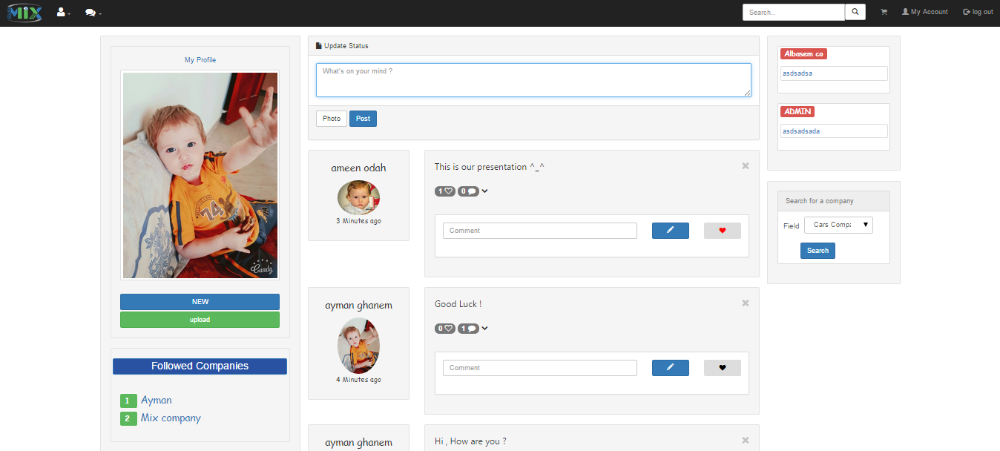 MiX
Search..
My Account
log out
My Profile
Candy
NEW
upload
Followed Companies
1 Ayman
2 Mix company
Update Status
What's on your mind ?
Photo
Post
ameen odah
3 Minutes ago
This is our presentation ^_^
1 0
Comment
ayman ghanem
4 Minutes ago
Good Luck !
0 1
Comment
ayman ghanem
Hi , How are you ?
Albasem co
asdsadsa
ADMIN
asdsadsada
Search for a company
Field Cars Compa
Search